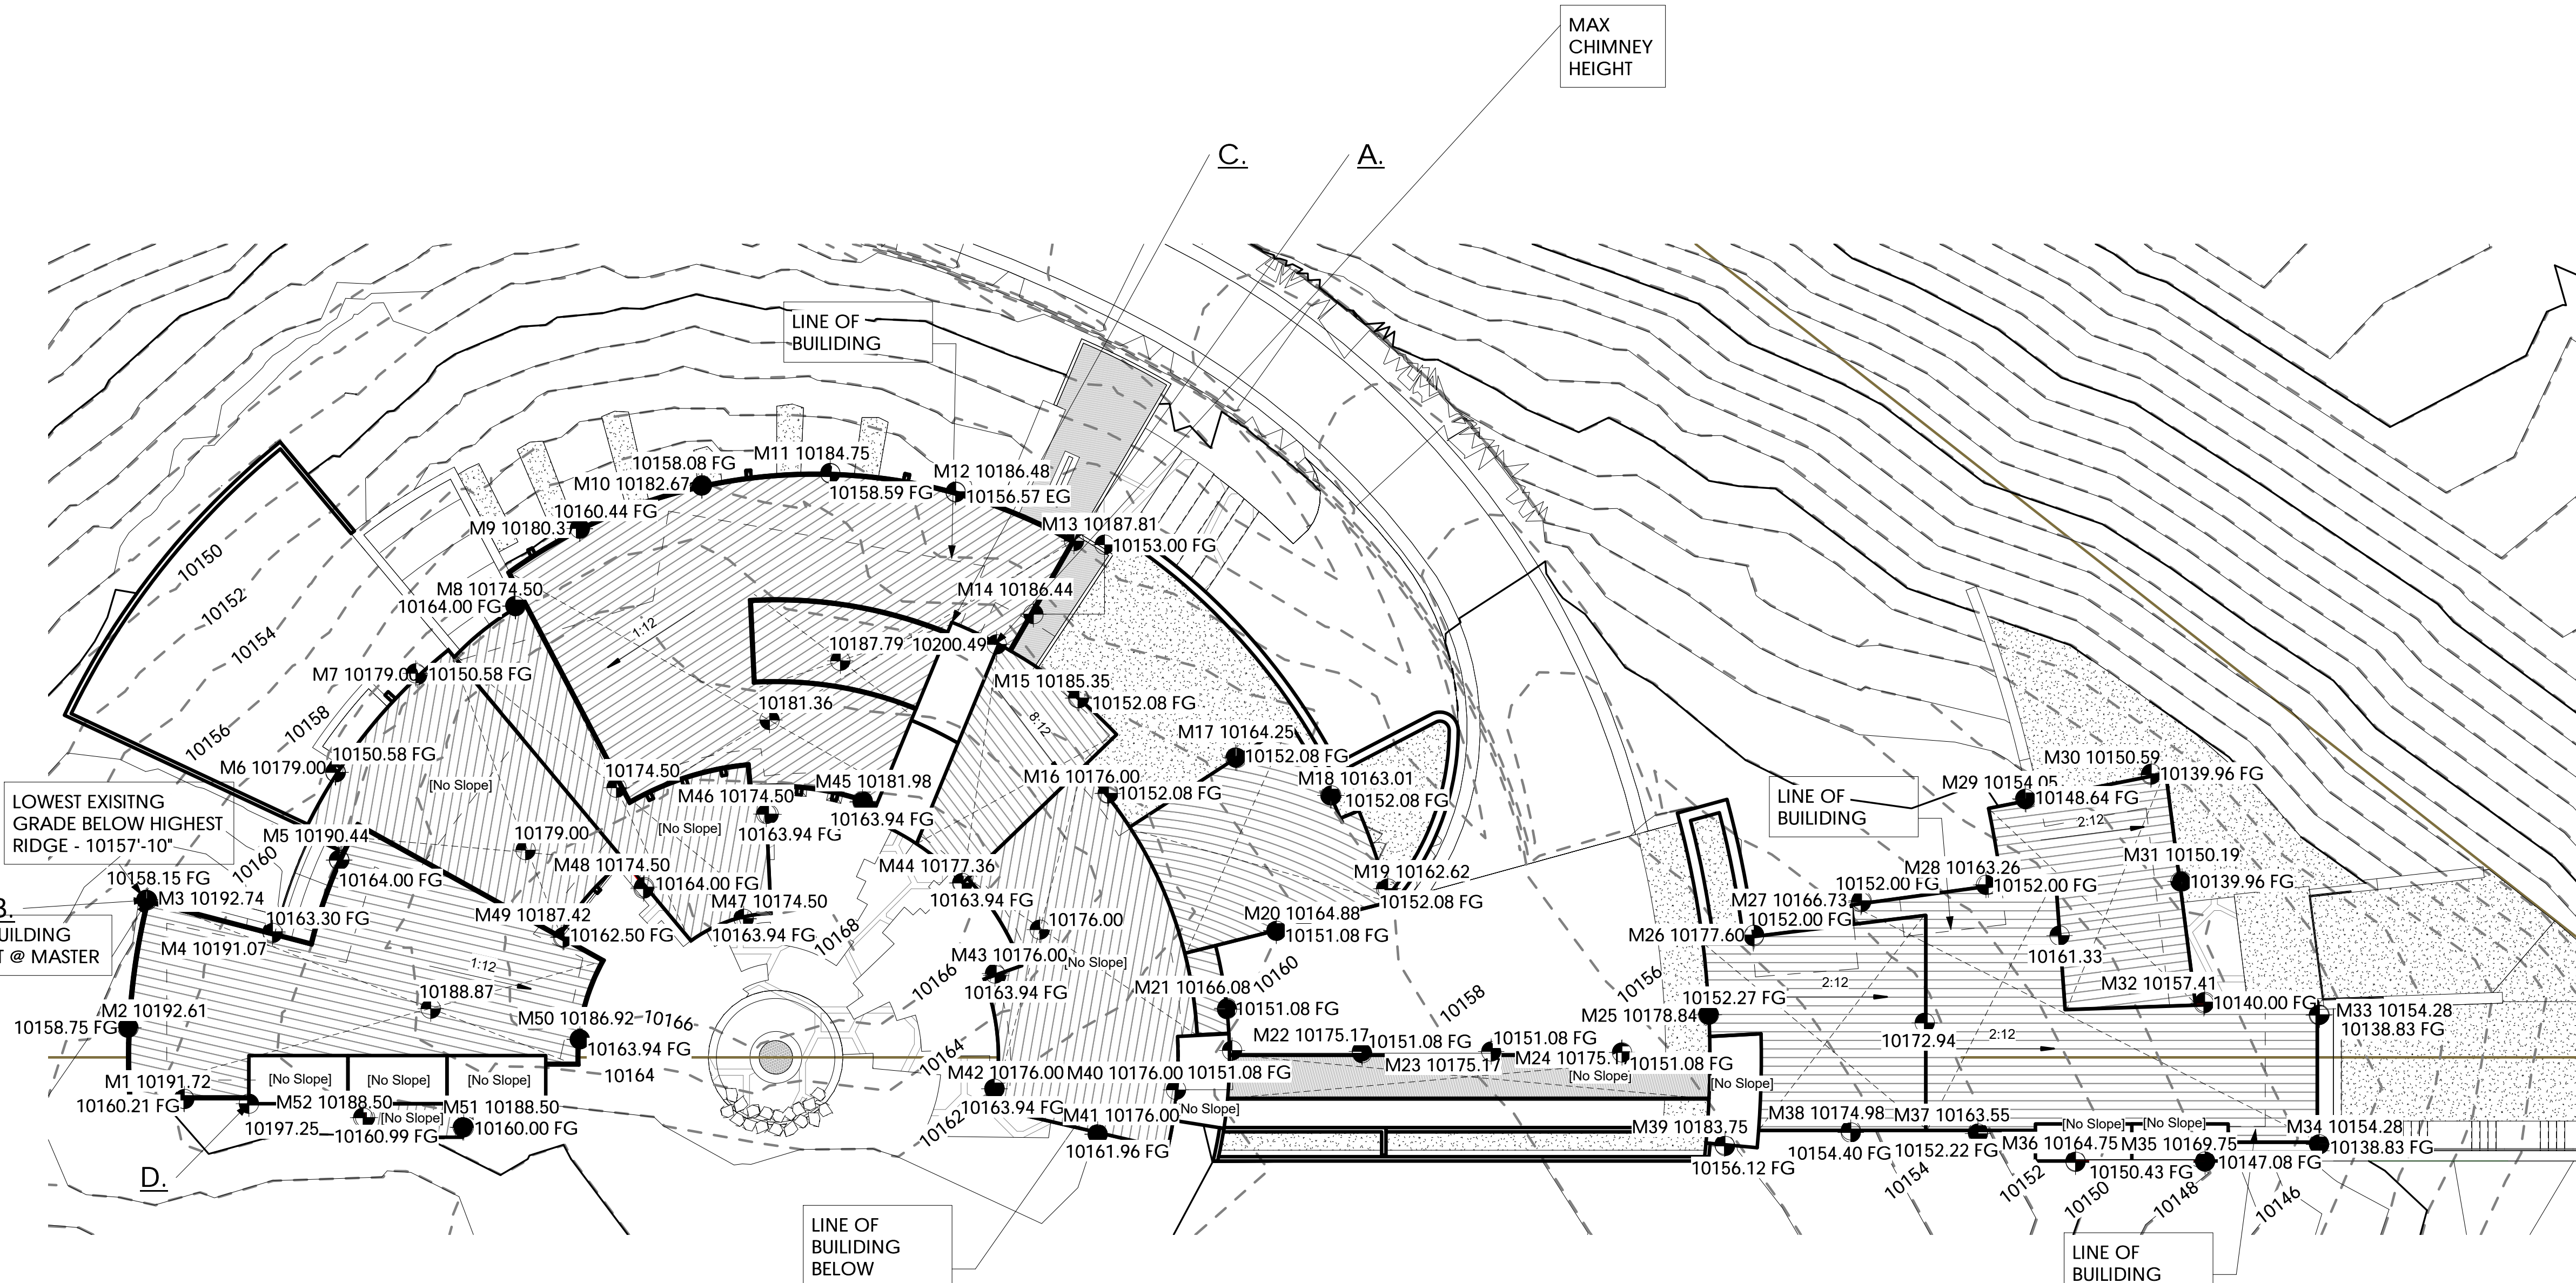 MAX
CHIMNEY
HEIGHT
C.
A.
LINE OF
BUILIDING
10158.08 FG
M11 10184.75
M10 10182.67
10158.59 FG
M12 10186.48
10156.57 EG
10160.44 FG
M9 10180.37
M13 10187.81
10153.00 FG
10150
10152
10154
10156
10158
10160
M8 10174.50
10164.00 FG
M14 10186.44
1:12
10187.79
10200.49
M7 10179.00
10150.58 FG
M15 10185.35
10152.08 FG
10181.36
8:12
M17 10164.25
10152.08 FG
10150.58 FG
M6 10179.00
[No Slope]
10174.50
M46 10174.50
10163.94 FG
M45 10181.98
10163.94 FG
M16 10176.00
10152.08 FG
M18 10163.01
10152.08 FG
LOWEST EXISITNG
GRADE BELOW HIGHEST
RIDGE - 10157'-10"
M5 10190.44
10164.00 FG
10179.00
[No Slope]
M48 10174.50
10164.00 FG
M47 10174.50
10163.94 FG
M44 10177.36
10163.94 FG
M19 10162.62
10152.08 FG
10158.15 FG
M3 10192.74
10163.30 FG
M4 10191.07
M49 10187.42
10162.50 FG
10168
10176.00
M20 10164.88
10151.08 FG
UILDING
T @ MASTER
1:12
10188.87
10166
M43 10176.00
10163.94 FG
[No Slope]
10160
10158
10156
M2 10192.61
10158.75 FG
M50 10186.92
10163.94 FG
10166
10164
M21 10166.08
10151.08 FG
M22 10175.17
10151.08 FG
10151.08 FG
M23 10175.17
M24 10175.17
10151.08 FG
[No Slope]
10164
M1 10191.72
10160.21 FG
[No Slope]
[No Slope]
[No Slope]
M52 10188.50
[No Slope]
M51 10188.50
10160.00 FG
10197.25
10160.99 FG
D.
M42 10176.00
10163.94 FG
M40 10176.00
10151.08 FG
No Slope]
M41 10176.00
10161.96 FG
10162
LINE OF
BUILIDING
BELOW
LINE OF
BUILIDING
M29 10154.05
10148.64 FG
M30 10150.59
10139.96 FG
2:12
M28 10163.26
10152.00 FG
10152.00 FG
M27 10166.73
10152.00 FG
M26 10177.60
M31 10150.19
10139.96 FG
10161.33
2:12
M32 10157.41
10140.00 FG
10152.27 FG
M25 10178.84
M33 10154.28
10138.83 FG
10172.94
2:12
[No Slope]
M39 10183.75
10156.12 FG
M38 10174.98
10154.40 FG
M37 10163.55
10152.22 FG
[No Slope]
[No Slope]
M36 10164.75
10150.43 FG
M35 10169.75
10147.08 FG
M34 10154.28
10138.83 FG
10154
10152
10150
10148
10146
LINE OF
BUILIDING